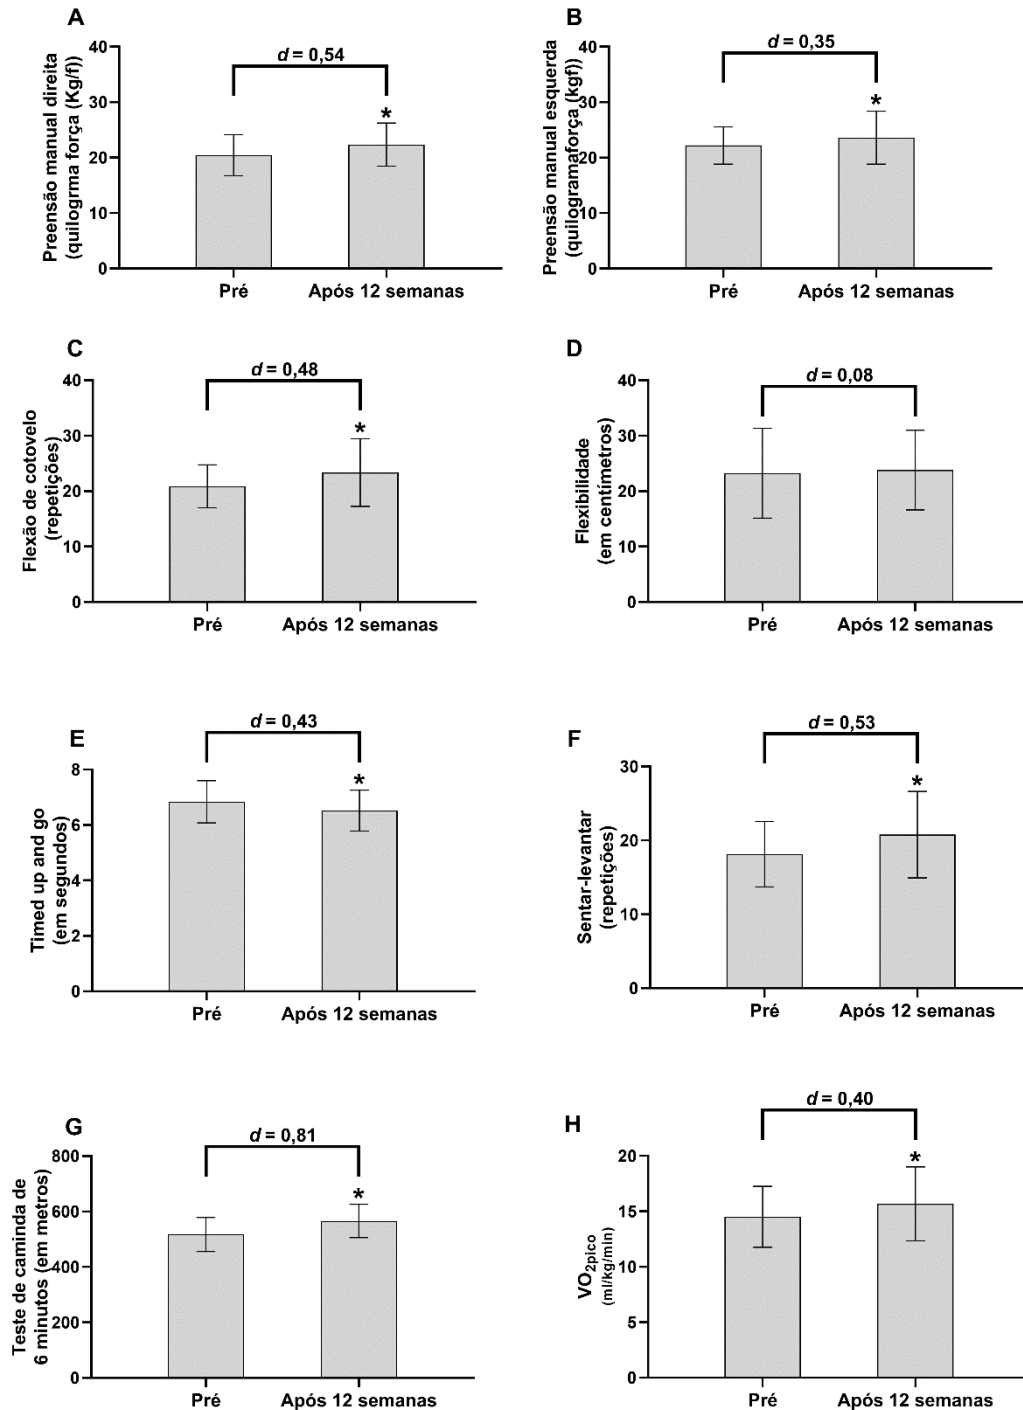 A
d = 0,54
Preensão manual direita
(quilogrma força (Kg/f))
40
30
20
10
0
*
Pré
Após 12 semanas
B
d = 0,35
Preensão manual esquerda
(quilogramaforça (kgf))
40
30
20
10
0
*
Pré
Após 12 semanas
C
d = 0,48
Flexão de cotovelo
(repetições)
40
30
20
10
0
*
Pré
Após 12 semanas
D
d = 0,08
Flexibilidade
(em centímetros)
40
30
20
10
0
Pré
Após 12 semanas
E
d = 0,43
Timed up and go
(em segundos)
8
6
4
2
0
*
Pré
Após 12 semanas
F
d = 0,53
Sentar-levantar
(repetições)
30
20
10
0
*
Pré
Após 12 semanas
G
d = 0,81
Teste de caminda de
6 minutos (em metros)
800
600
400
200
0
*
Pré
Após 12 semanas
H
d = 0,40
VO2pico
(ml/kg/min)
20
15
10
5
0
*
Pré
Após 12 semanas